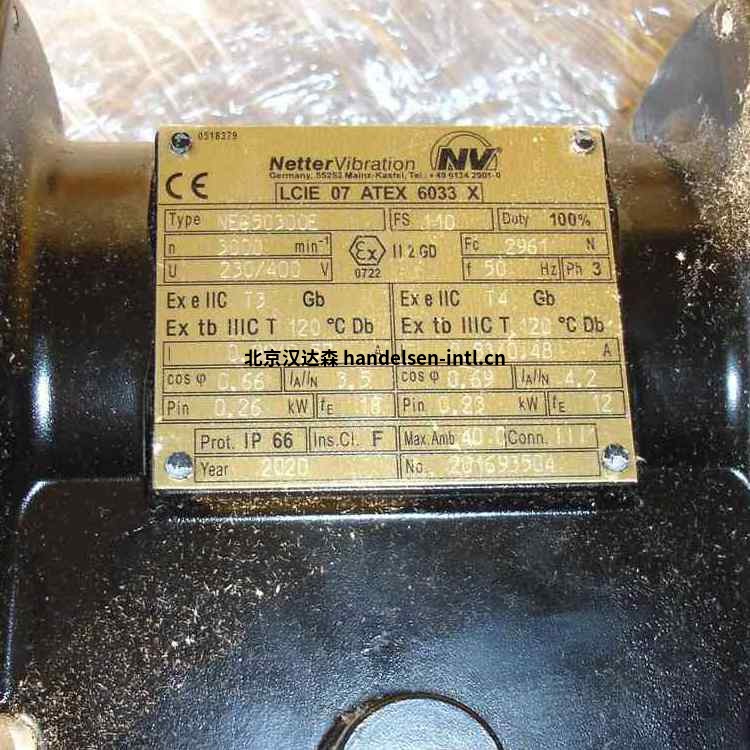 0518379
NetterVibration NV
Germany, 55252 Mainz-Kastel, Tel.: +49 6134 2901-0
CE LCIE 07 ATEX 6033 X
Type FS 110 Duty 100%
n 3000 min⁻¹ Ex II 2 GD Fc 2961 N
U 230/400 V 0722 f 50 Hz Ph 3
Ex e IIC T3 Gb Ex e IIC T4 Gb
Ex tb IIIC T 120 °C Db Ex tb IIIC T 120 °C Db
I A
北京汉达森 handelsen-intl.cn
cos φ 0,66 IA/IN 3,5 cos φ 0,69 IA/IN 4,2
Pin 0,26 kW tE 18 Pin 0,23 kW tE 12
Prot. IP 66 Ins.Cl. F Max.Amb 40.0 Conn.
Year 2020 No. 201693504